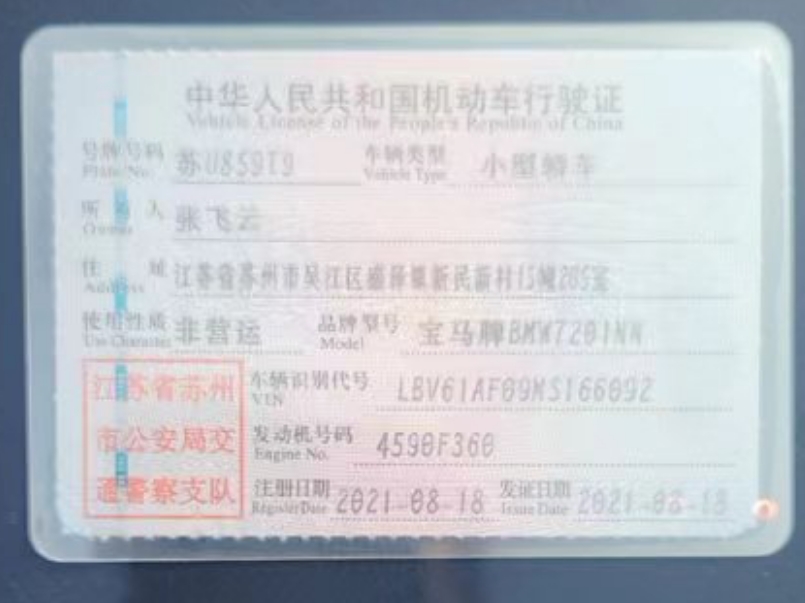 中华人民共和国机动车行驶证
Vehicle License of the People's Republic of China
号牌号码 Plate No. 苏U859T9 车辆类型 Vehicle Type 小型轿车
所有人 Owner 张飞云
住址 Address 江苏省苏州市吴江区盛泽镇新民新村15幢205室
使用性质 Use Character 非营运 品牌型号 Model 宝马牌BMW7201NN
江苏省苏州
市公安局交
通警察支队
车辆识别代号 VIN LBV61AF09MS166092
发动机号码 Engine No. 4590F360
注册日期 Register Date 2021-08-18 发证日期 Issue Date 2021-08-18